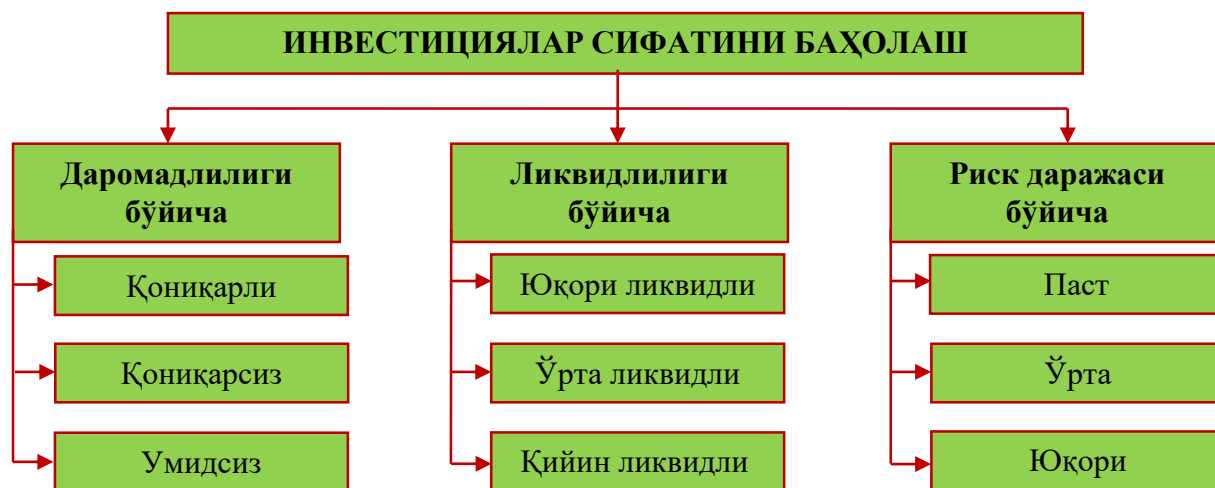 ИНВЕСТИЦИЯЛАР СИФАТИНИ БАҲОЛАШ
Даромадлилиги
бўйича
Қониқарли
Қониқарсиз
Умидсиз
Ликвидлилиги
бўйича
Юқори ликвидли
Ўрта ликвидли
Қийин ликвидли
Риск даражаси
бўйича
Паст
Ўрта
Юқори